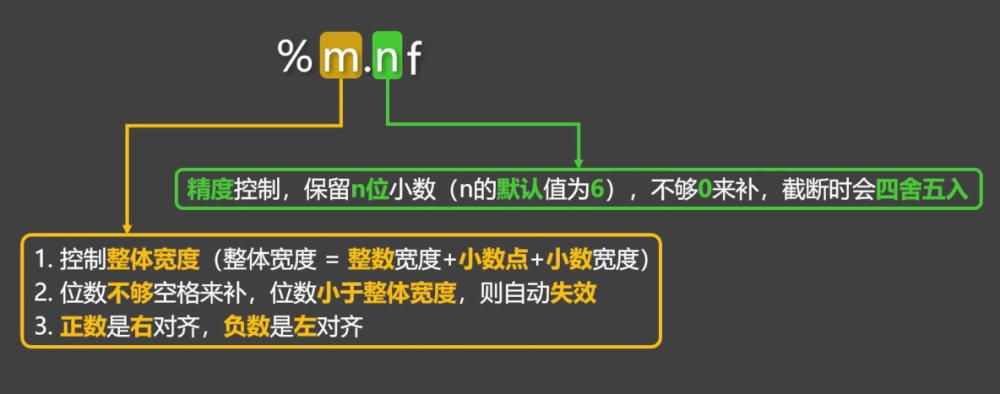 %m.nf
精度控制，保留n位小数（n的默认值为6），不够0来补，截断时会四舍五入
1. 控制整体宽度（整体宽度 = 整数宽度+小数点+小数宽度）
2. 位数不够空格来补，位数小于整体宽度，则自动失效
3. 正数是右对齐，负数是左对齐